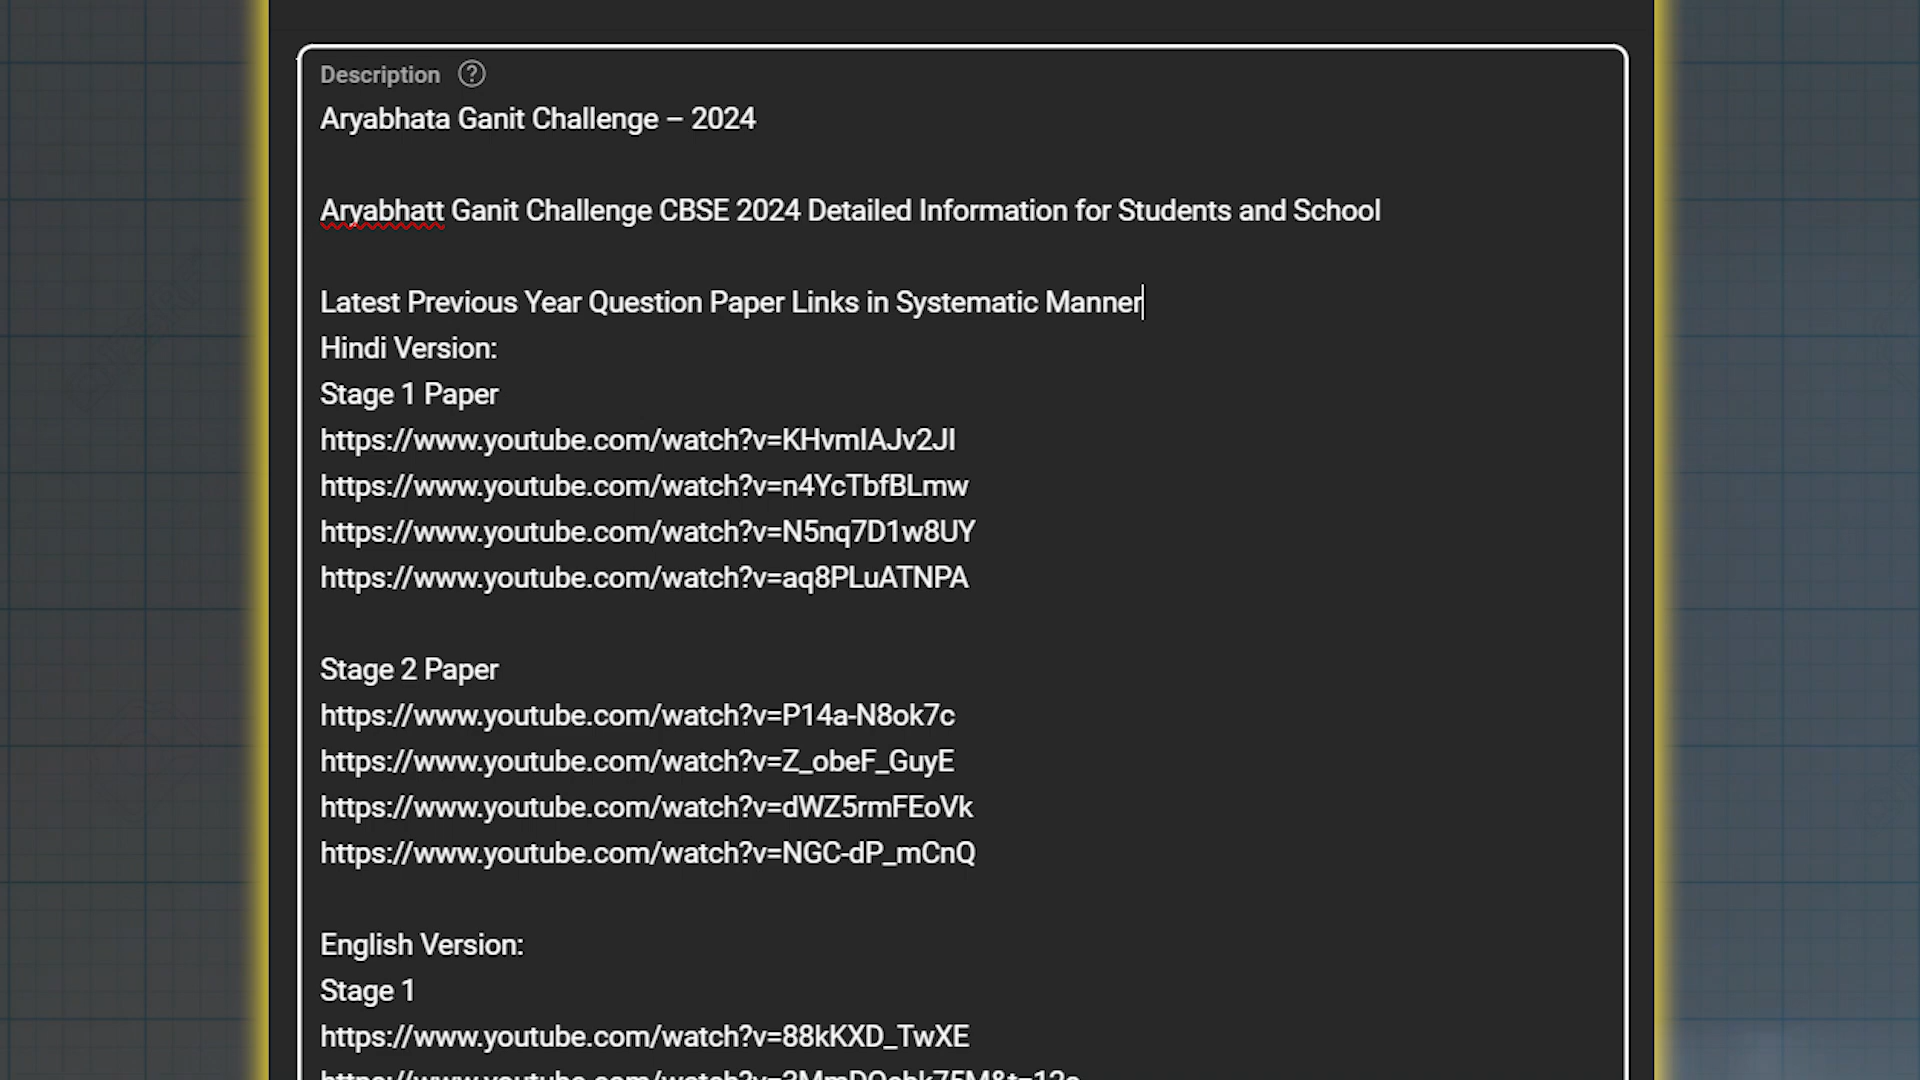 Description
Aryabhata Ganit Challenge – 2024
Aryabhatt Ganit Challenge CBSE 2024 Detailed Information for Students and School
Latest Previous Year Question Paper Links in Systematic Manner
Hindi Version:
Stage 1 Paper
https://www.youtube.com/watch?v=KHvmIAJv2JI
https://www.youtube.com/watch?v=n4YcTbfBLmw
https://www.youtube.com/watch?v=N5nq7D1w8UY
https://www.youtube.com/watch?v=aq8PLuATNPA
Stage 2 Paper
https://www.youtube.com/watch?v=P14a-N8ok7c
https://www.youtube.com/watch?v=Z_obeF_GuyE
https://www.youtube.com/watch?v=dWZ5rmFEoVk
https://www.youtube.com/watch?v=NGC-dP_mCnQ
English Version:
Stage 1
https://www.youtube.com/watch?v=88kKXD_TwXE